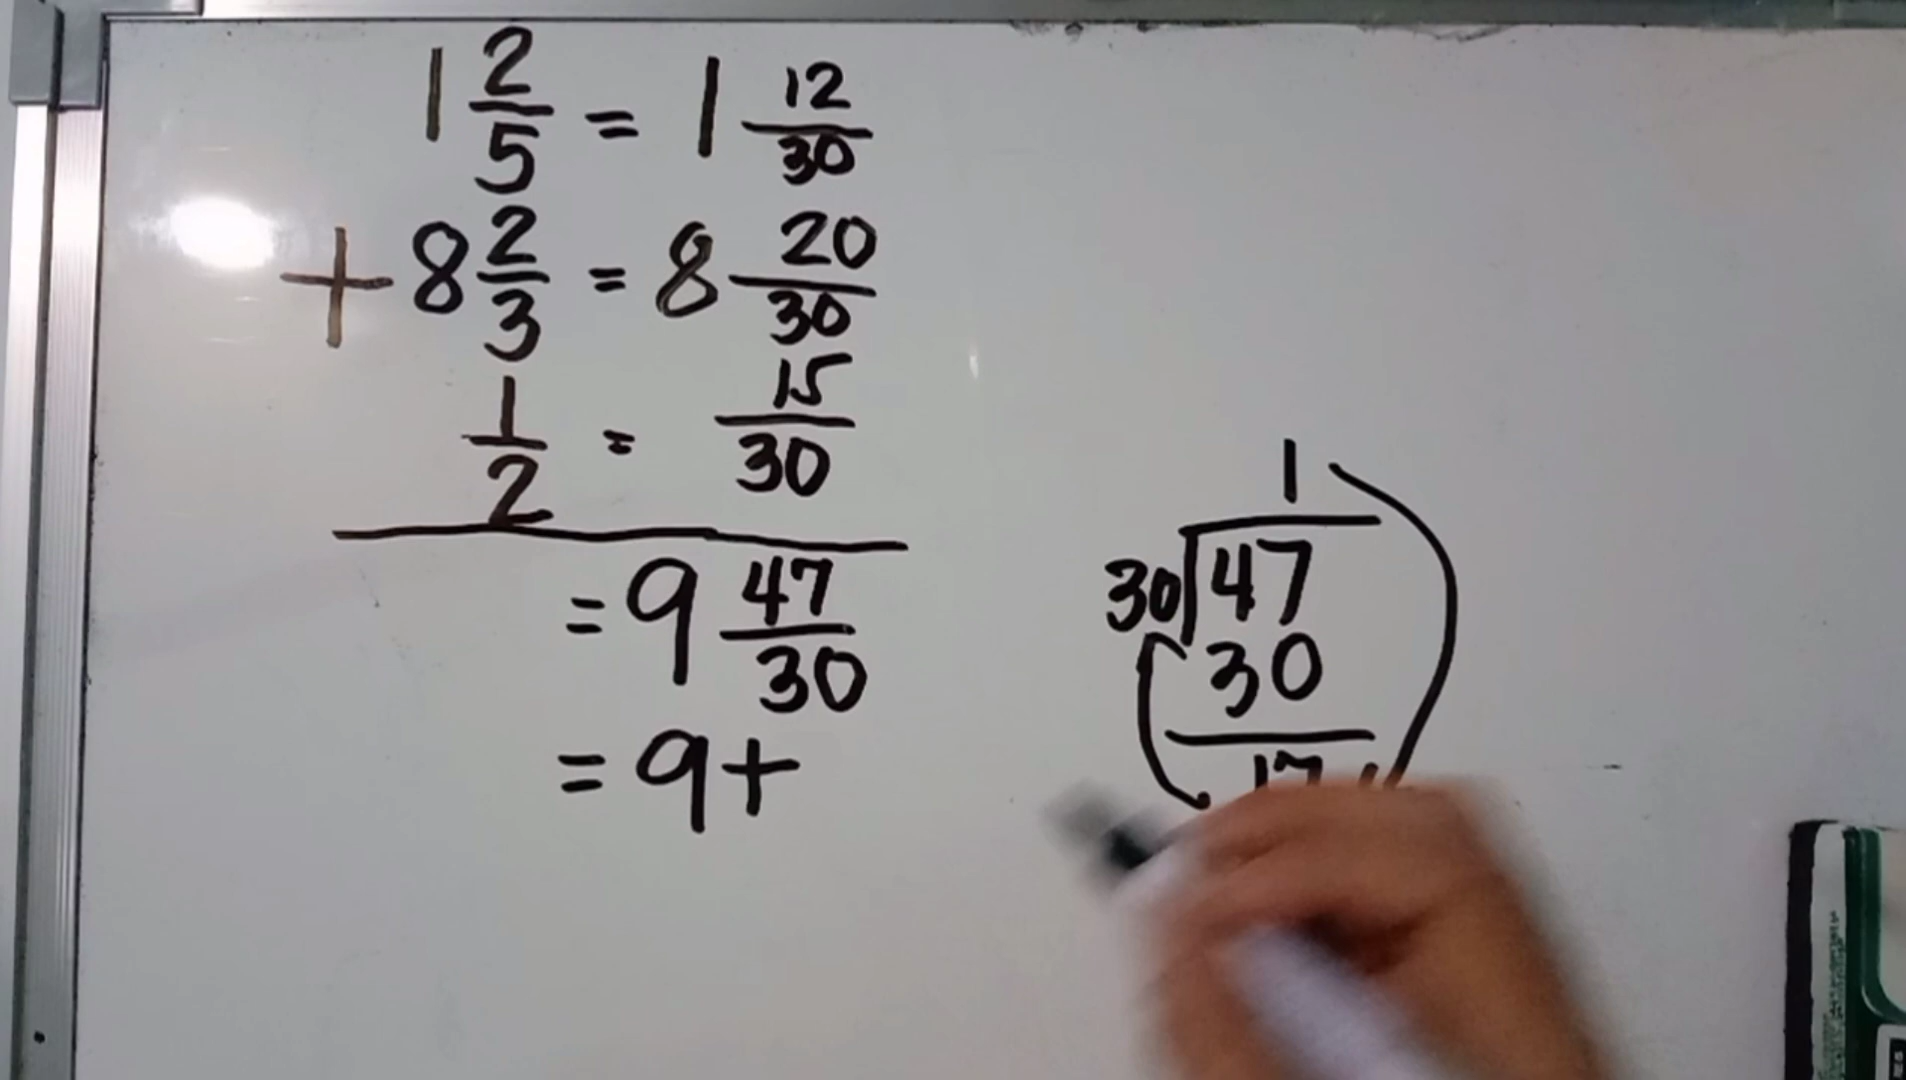 1 2/5 = 1 12/30
+ 8 2/3 = 8 20/30
1/2 = 15/30
= 9 47/30
= 9 +
1
30 47
30
17